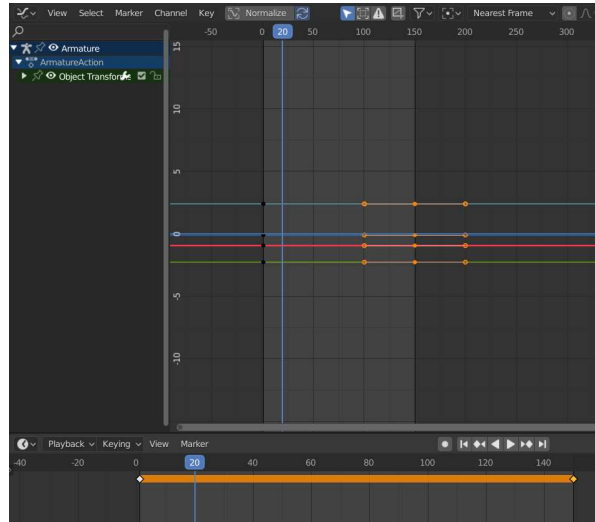 View Select Marker Channel Key Normalize Nearest Frame
-50 0 20 50 100 150 200 250 300
Armature
ArmatureAction
Object Transforms
15
10
5
0
-5
-10
Playback Keying View Marker
-40 -20 0 20 40 60 80 100 120 140